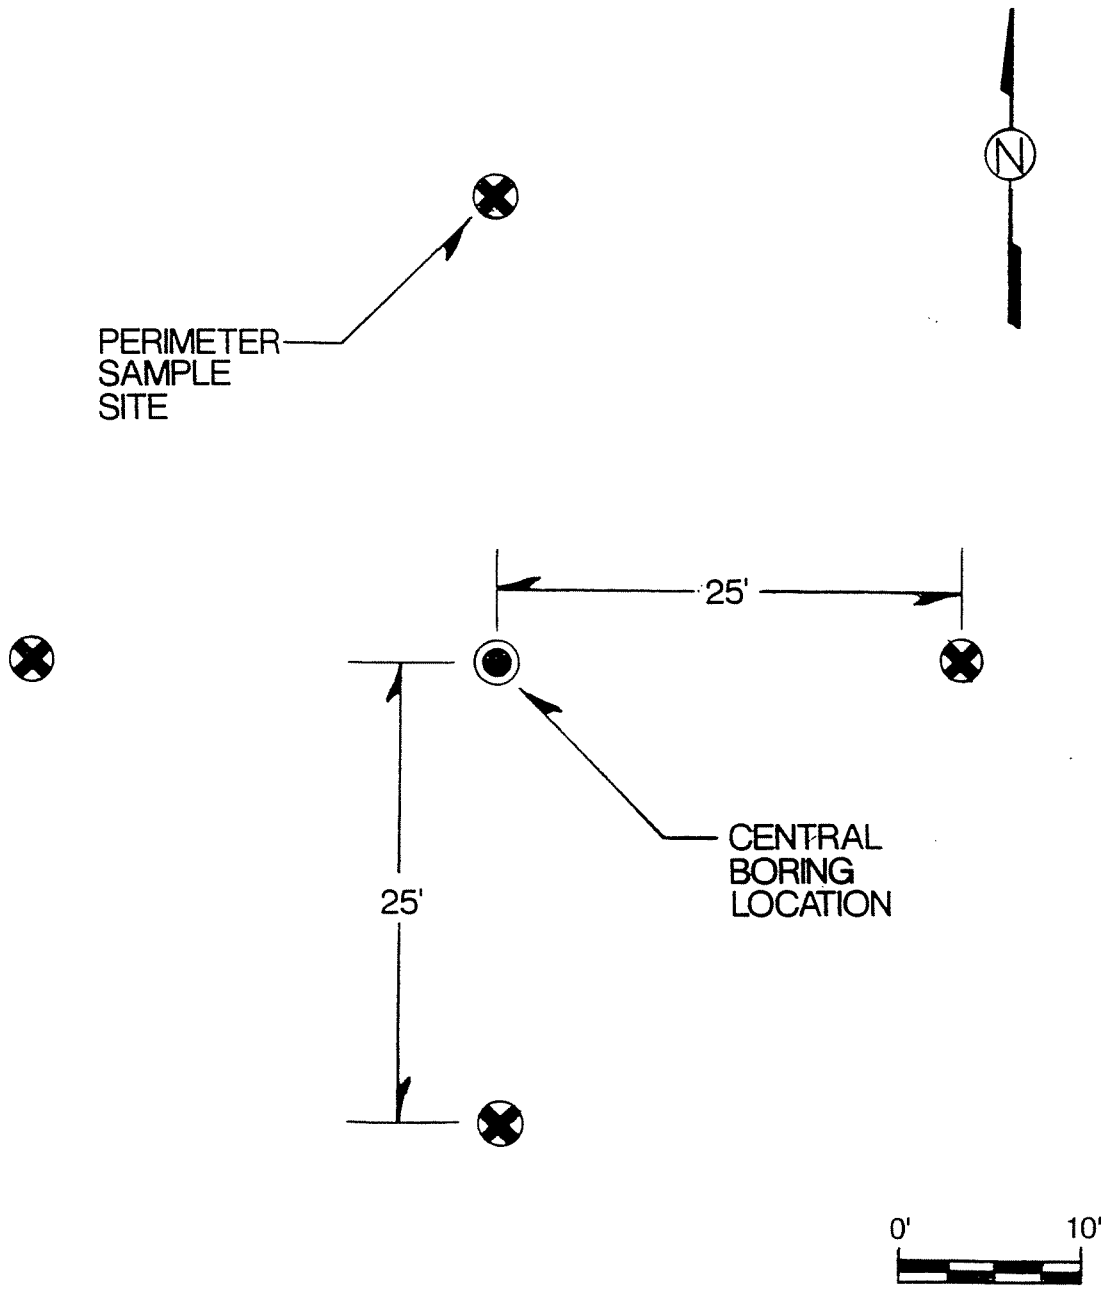 N
PERIMETER
SAMPLE
SITE
25'
CENTRAL
BORING
LOCATION
25'
0' 10'